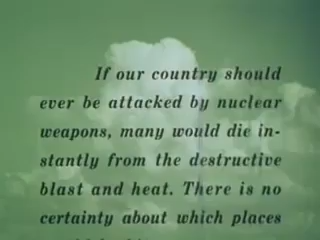 If our country should
ever be attacked by nuclear
weapons, many would die in-
stantly from the destructive
blast and heat. There is no
certainty about which places